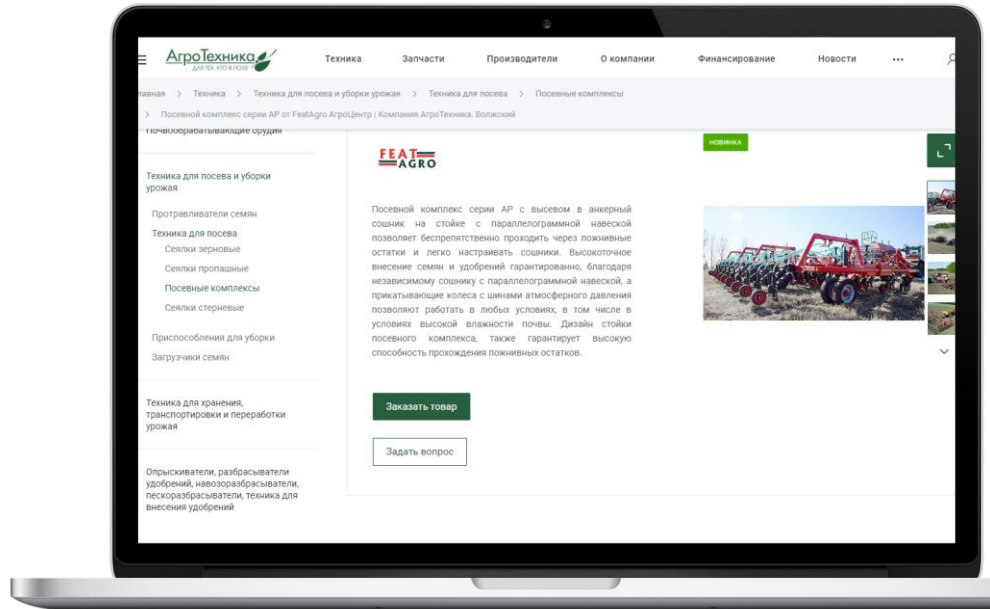 АгроТехника
ДЛЯ ТЕХ, КТО В ПОЛЕ
Техника
Запчасти
Производители
О компании
Финансирование
Новости
•••
лавная > Техника > Техника для посева и уборки урожая > Техника для посева > Посевные комплексы
> Посевной комплекс серии АР от FeatAgro АгроЦентр | Компания АгроТехника. Волжский
Почвообрабатывающие орудия
Техника для посева и уборки
урожая
Протравливатели семян
Техника для посева
Сеялки зерновые
Сеялки пропашные
Посевные комплексы
Сеялки стерневые
Приспособления для уборки
Загрузчики семян
Техника для хранения,
транспортировки и переработки
урожая
Опрыскиватели, разбрасыватели
удобрений, навозоразбрасыватели,
пескоразбрасыватели, техника для
внесения удобрений
FEAT
AGRO
НОВИНКА
Посевной комплекс серии АР с высевом в анкерный
сошник на стойке с параллелограммной навеской
позволяет беспрепятственно проходить через пожнивные
остатки и легко настраивать сошники. Высокоточное
внесение семян и удобрений гарантированно, благодаря
независимому сошнику с параллелограммной навеской, а
прикатывающие колеса с шинами атмосферного давления
позволяют работать в любых условиях, в том числе в
условиях высокой влажности почвы. Дизайн стойки
посевного комплекса, также гарантирует высокую
способность прохождения пожнивных остатков.
Заказать товар
Задать вопрос